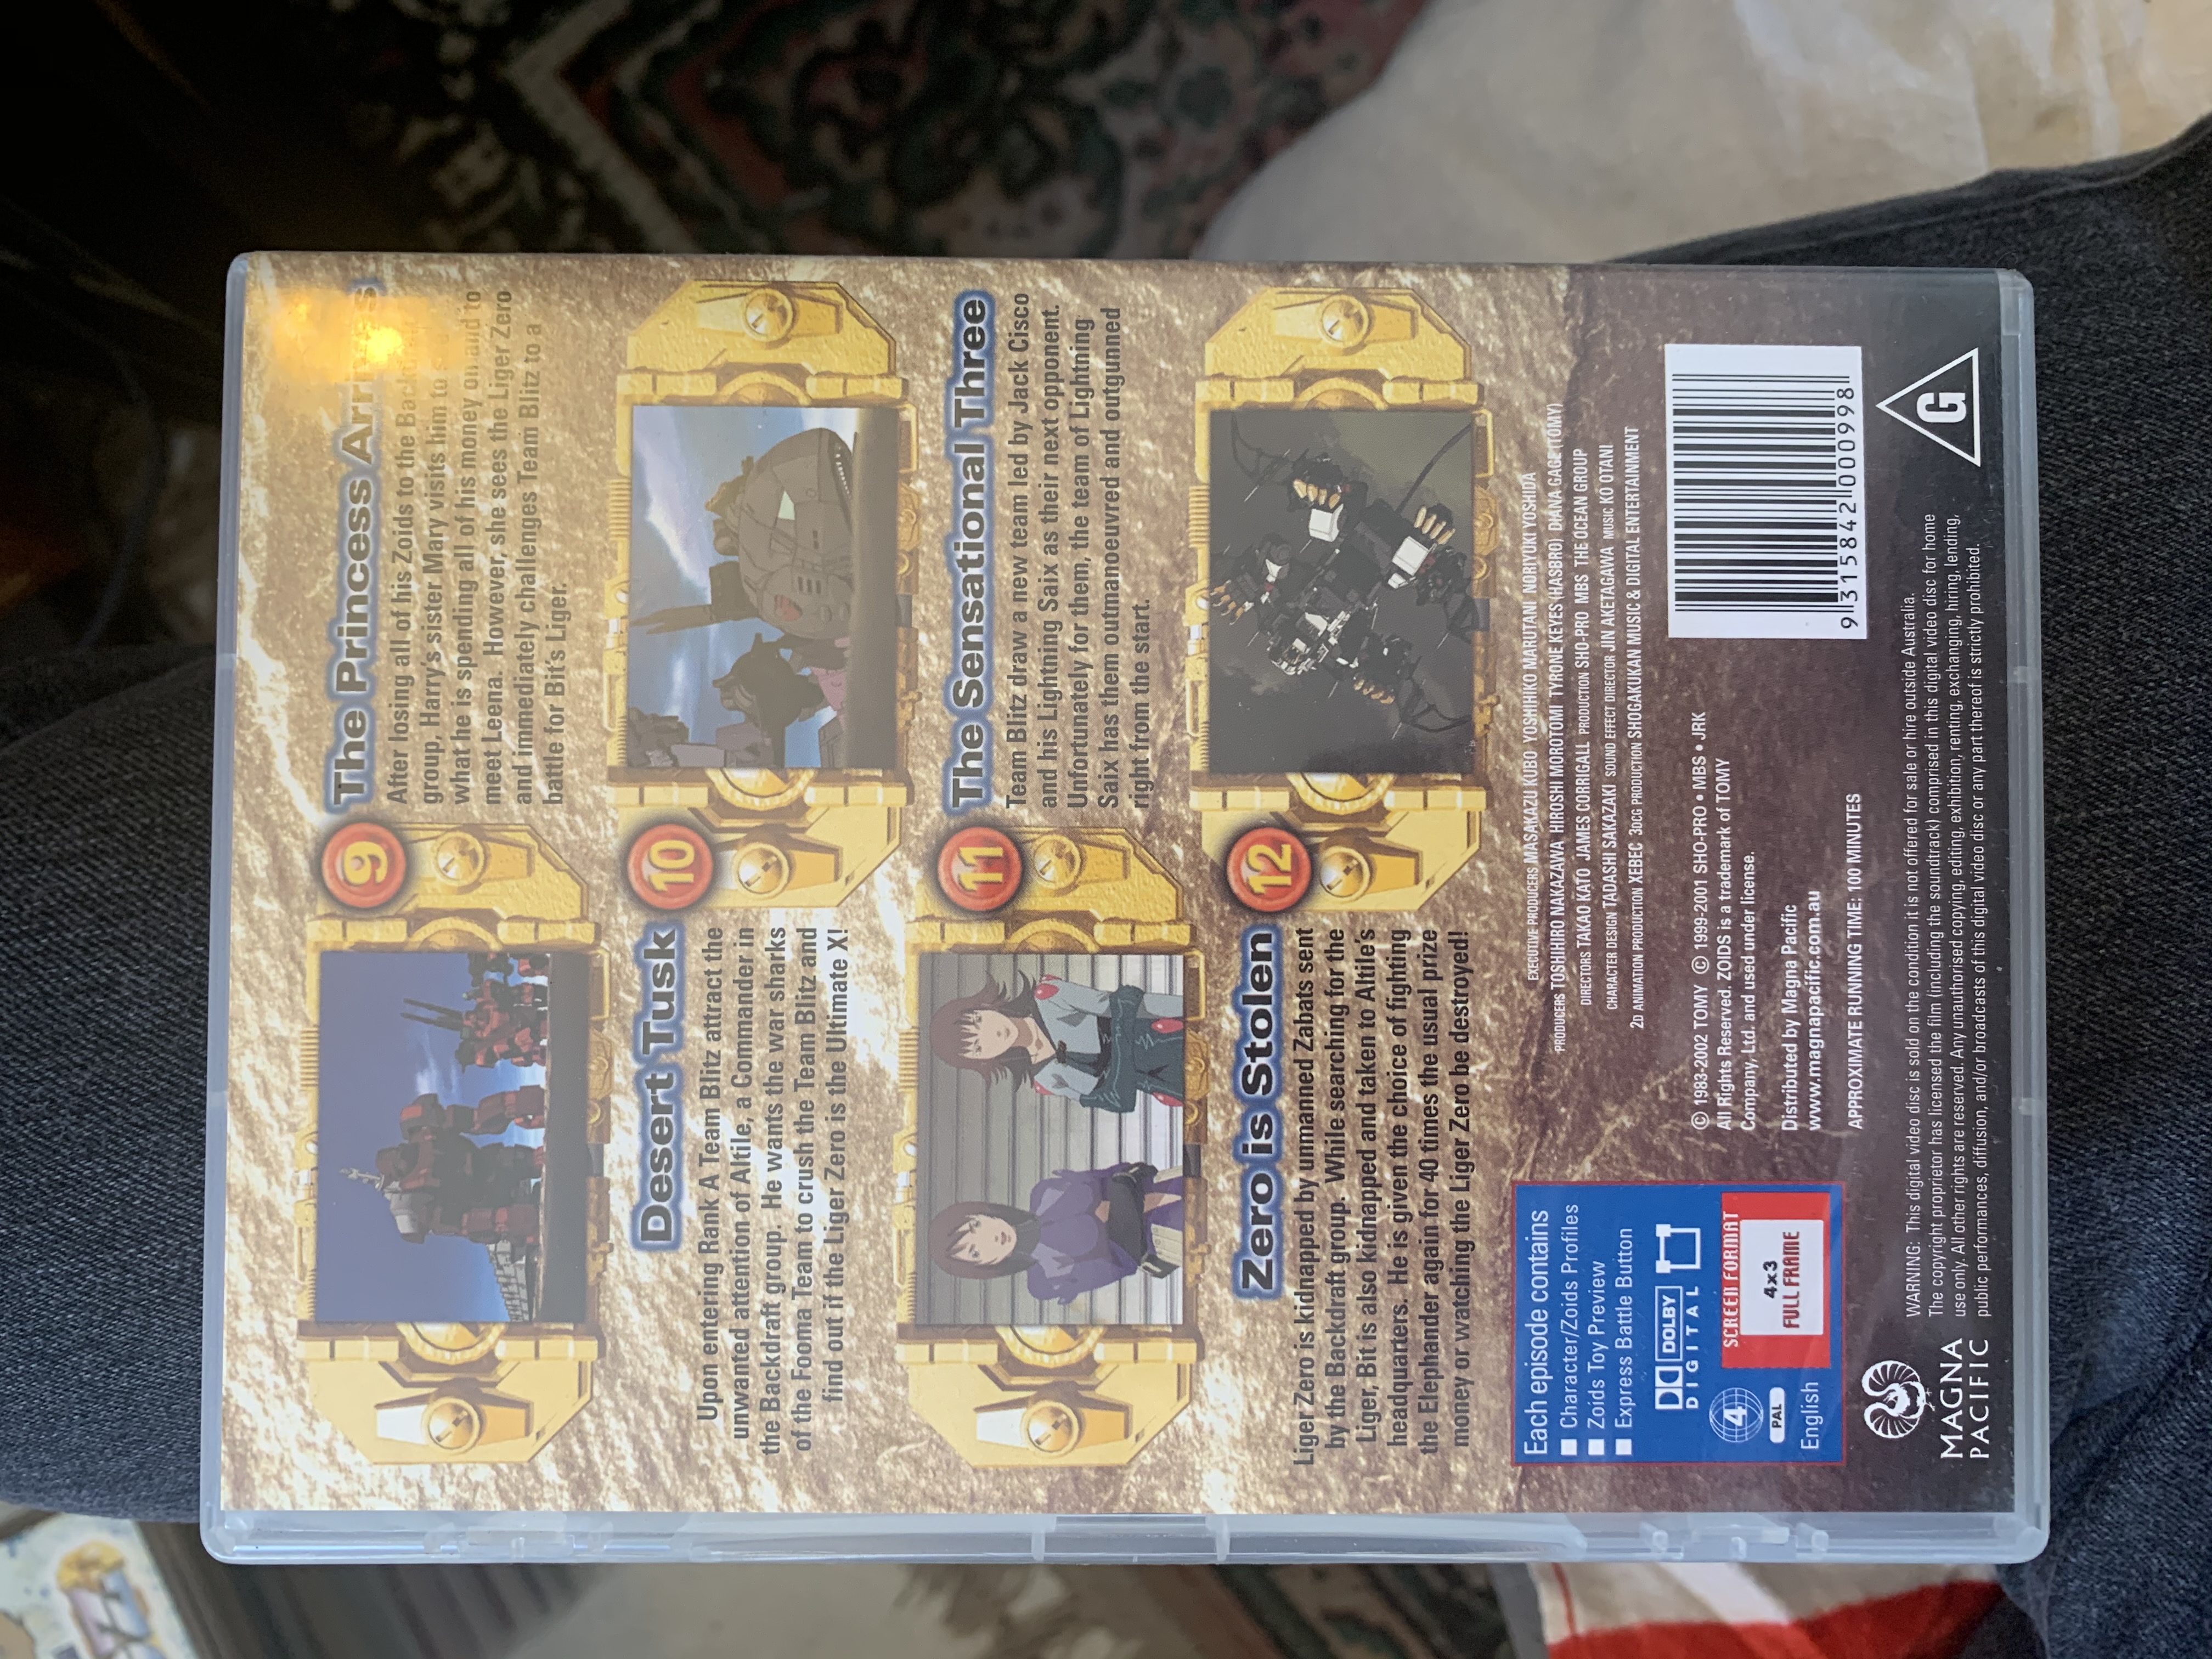 9
The Princess
After losing all of his Zoids to the
group, Harry's sister Mary visits him to
what he is spending all of his money on and to
meet Leena. However, she sees the Liger Zero
and immediately challenges Team Blitz to a
battle for Bit's Liger.
Desert Tusk
10
Upon entering Rank A Team Blitz attract the
unwanted attention of Altile, a Commander in
the Backdraft group. He wants the war sharks
of the Fooma Team to crush the Team Blitz and
find out if the Liger Zero is the Ultimate X!
11
The Sensational Three
Team Blitz draw a new team led by Jack Cisco
and his Lightning Saix as their next opponent.
Unfortunately for them, the team of Lightning
Saix has them outmanoeuvred and outgunned
right from the start.
Zero is Stolen
12
Liger Zero is kidnapped by unmanned Zabats sent
by the Backdraft group. While searching for the
Liger, Bit is also kidnapped and taken to Altile's
headquarters. He is given the choice of fighting
the Elephander again for 40 times the usual prize
money or watching the Liger Zero be destroyed!
EXECUTIVE PRODUCERS MASAKAZU KUBO YOSHIHIKO MARUTANI NORIYUKI YOSHIDA
PRODUCERS TOSHIHIRO NAKAZAWA HIROSHI MOROTOMI TYRONE KEYES (HASBRO) DIANA GAGE (TOMY)
DIRECTORS TAKAO KATO JAMES CORRIGALL PRODUCTION SHO-PRO MBS THE OCEAN GROUP
CHARACTER DESIGN TADASHI SAKAZAKI SOUND EFFECT DIRECTOR JIN AKETAGAWA MUSIC KŌ OTANI
2D ANIMATION PRODUCTION XEBEC 3DCG PRODUCTION SHOGAKUKAN MUSIC & DIGITAL ENTERTAINMENT
Each episode contains
■ Character/Zoids Profiles
■ Zoids Toy Preview
■ Express Battle Button
DOLBY
DIGITAL
4
PAL
English
SCREEN FORMAT
4x3
FULL FRAME
© 1983-2002 TOMY © 1999-2001 SHO-PRO • MBS • JRK
All Rights Reserved. ZOIDS is a trademark of TOMY
Company, Ltd. and used under license.
Distributed by Magna Pacific
www.magnapacific.com.au
APPROXIMATE RUNNING TIME: 100 MINUTES
9 315842 000998
MAGNA
PACIFIC
WARNING: This digital video disc is sold on the condition it is not offered for sale or hire outside Australia.
The copyright proprietor has licensed the film (including the soundtrack) comprised in this digital video disc for home
use only. All other rights are reserved. Any unauthorised copying, editing, exhibition, renting, exchanging, hiring, lending,
public performances, diffusion, and/or broadcasts of this digital video disc or any part thereof is strictly prohibited.
G